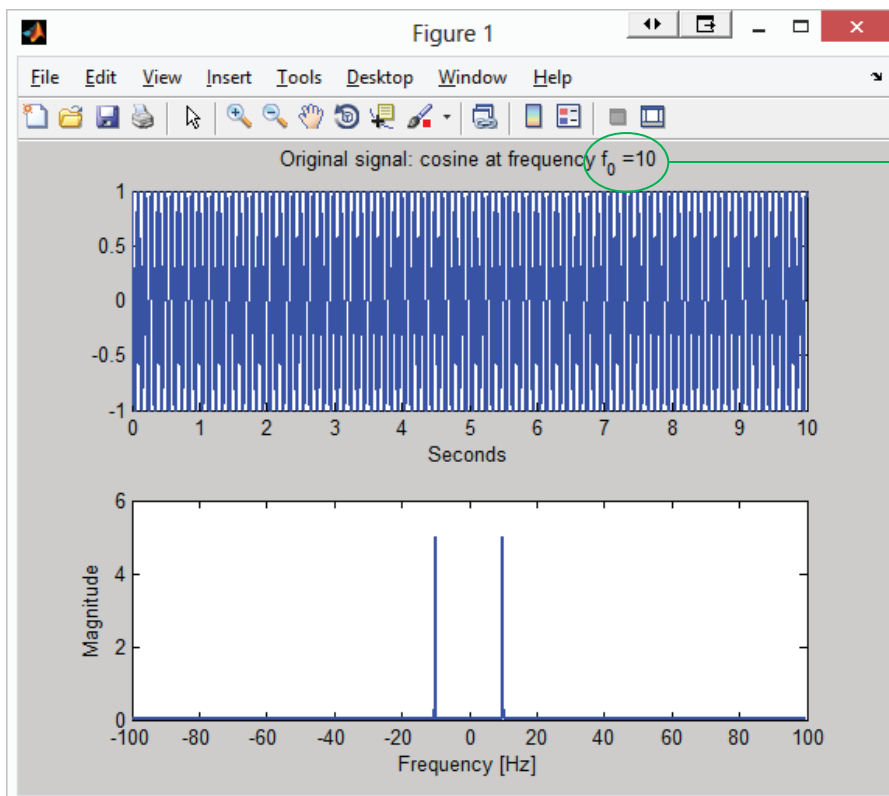 Figure 1
File Edit View Insert Tools Desktop Window Help
Original signal: cosine at frequency f₀ =10
1
0.5
0
-0.5
-1
0 1 2 3 4 5 6 7 8 9 10
Seconds
6
4
2
0
Magnitude
-100 -80 -60 -40 -20 0 20 40 60 80 100
Frequency [Hz]